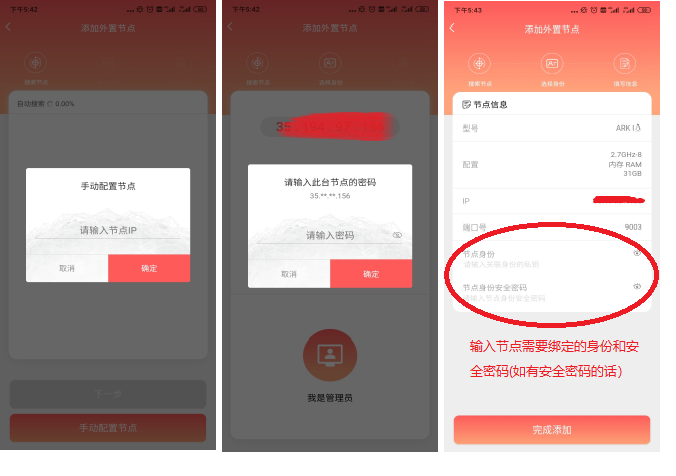 下午5:42
添加外置节点
搜索节点
自动搜索 0.00%
手动配置节点
请输入节点IP
取消
确定
下一步
手动配置节点
下午5:42
添加外置节点
搜索节点
选择身份
请输入此台节点的密码
35.**.**.156
请输入密码
取消
确定
我是管理员
下午5:43
添加外置节点
搜索节点
选择身份
填写信息
节点信息
型号
ARK I
配置
2.7GHz-8
内存 RAM
31GB
IP
端口号
9003
节点身份
请输入关联身份的私钥
节点身份安全密码
请输入节点身份安全密码
输入节点需要绑定的身份和安
全密码(如有安全密码的话)
完成添加